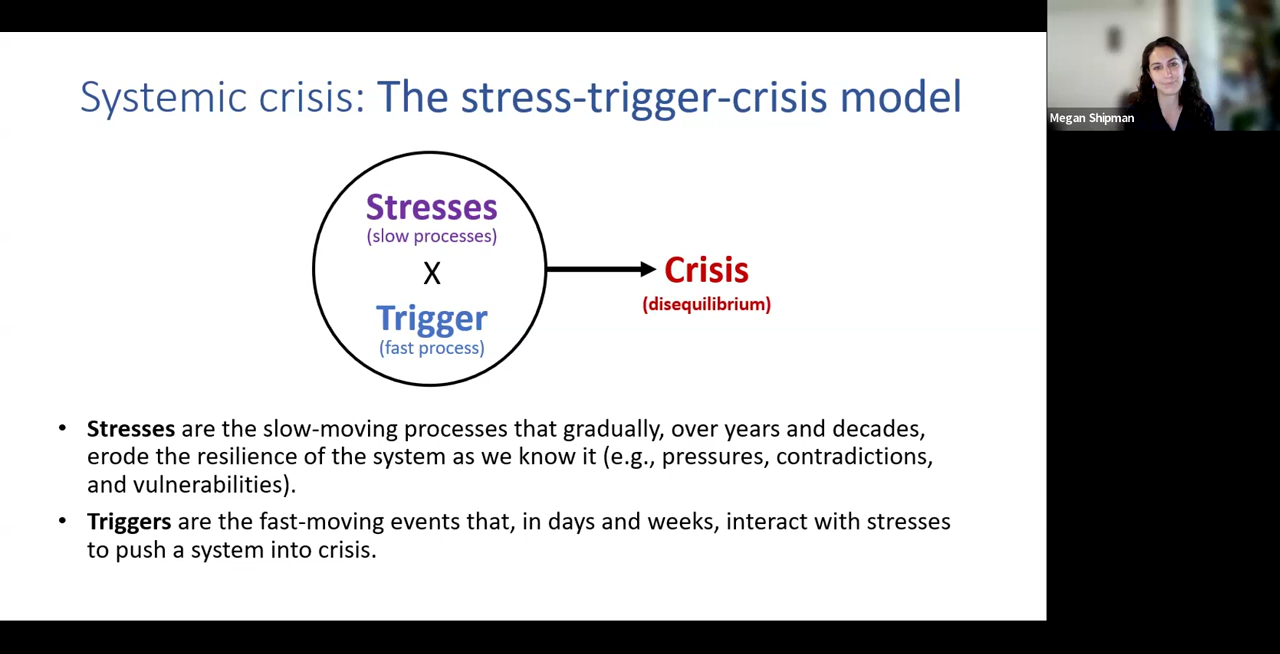 Systemic crisis: The stress-trigger-crisis model
Stresses
(slow processes)
X
Trigger
(fast process)
Crisis
(disequilibrium)
• Stresses are the slow-moving processes that gradually, over years and decades,
erode the resilience of the system as we know it (e.g., pressures, contradictions,
and vulnerabilities).
• Triggers are the fast-moving events that, in days and weeks, interact with stresses
to push a system into crisis.
Megan Shipman